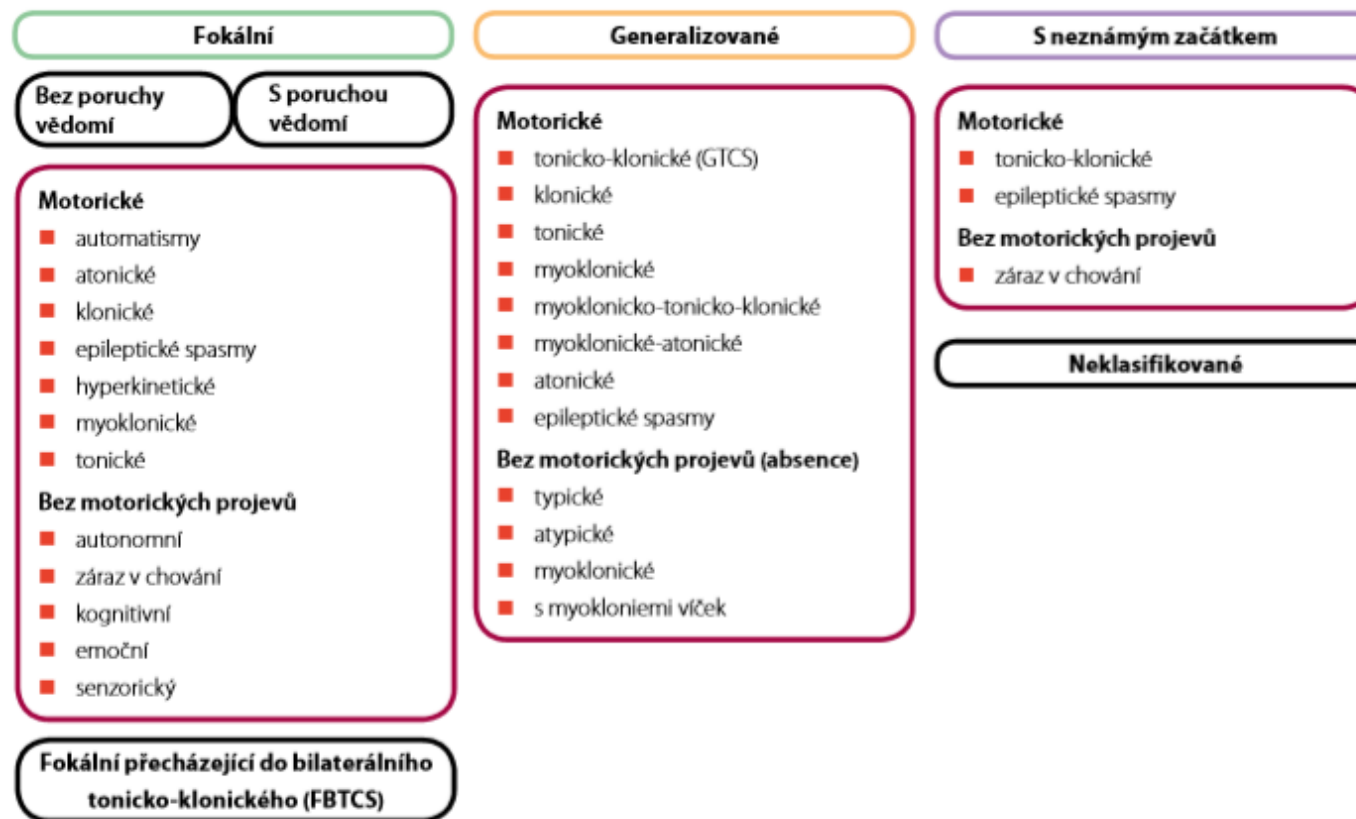 Fokální
Bez poruchy
vědomí
S poruchou
vědomí
Motorické
automatismy
atonické
klonické
epileptické spasmy
hyperkinetické
myoklonické
tonické
Bez motorických projevů
autonomní
záraz v chování
kognitivní
emoční
senzorický
Fokální přecházející do bilaterálního
tonicko-klonického (FBTCS)
Generalizované
Motorické
tonicko-klonické (GTCS)
klonické
tonické
myoklonické
myoklonicko-tonicko-klonické
myoklonické-atonické
atonické
epileptické spasmy
Bez motorických projevů (absence)
typické
atypické
myoklonické
s myokloniemi víček
S neznámým začátkem
Motorické
tonicko-klonické
epileptické spasmy
Bez motorických projevů
záraz v chování
Neklasifikované